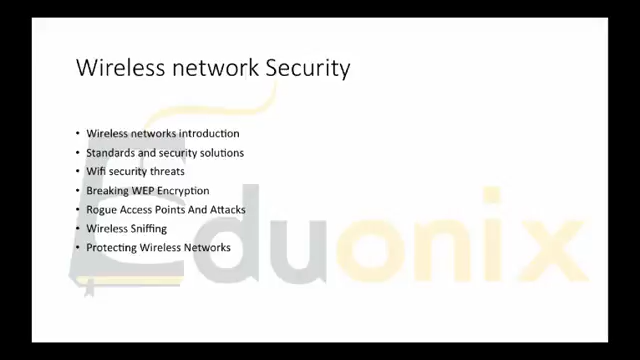 Wireless network Security
• Wireless networks introduction
• Standards and security solutions
• Wifi security threats
• Breaking WEP Encryption
• Rogue Access Points And Attacks
• Wireless Sniffing
• Protecting Wireless Networks
Eduonix